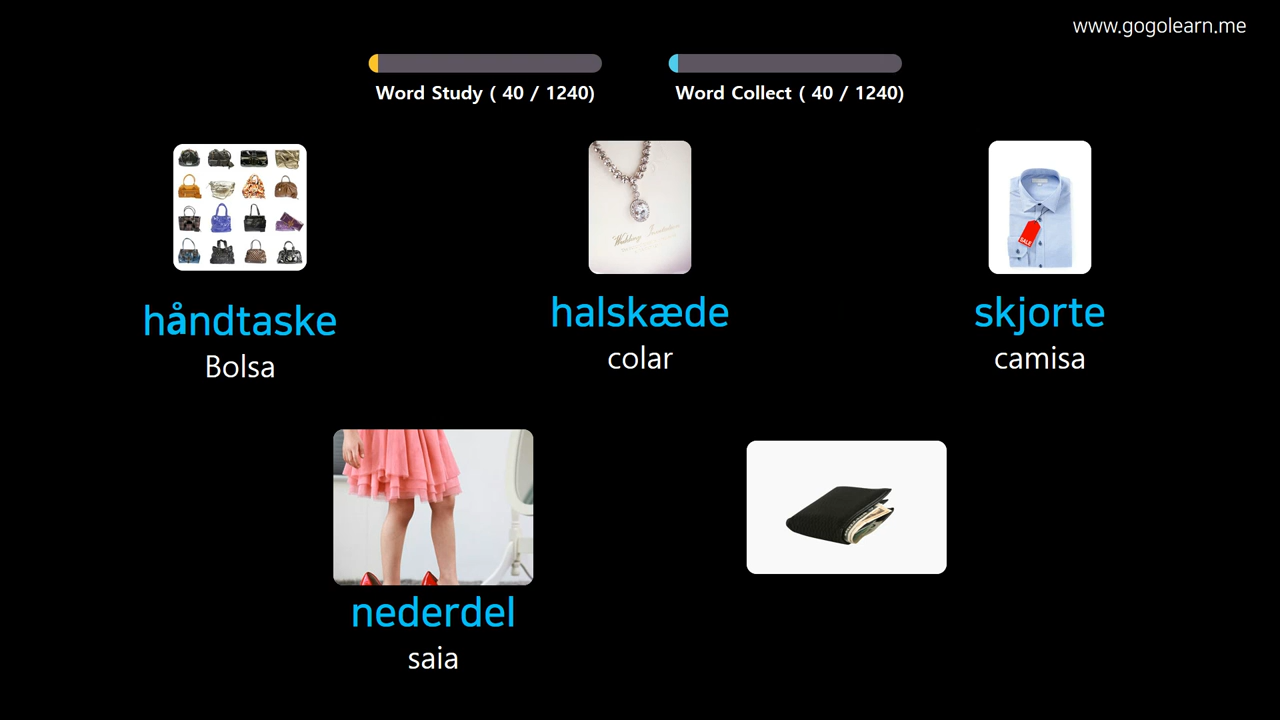 www.gogolearn.me
Word Study ( 40 / 1240)
Word Collect ( 40 / 1240)
SALE
håndtaske
Bolsa
halskæde
colar
skjorte
camisa
nederdel
saia